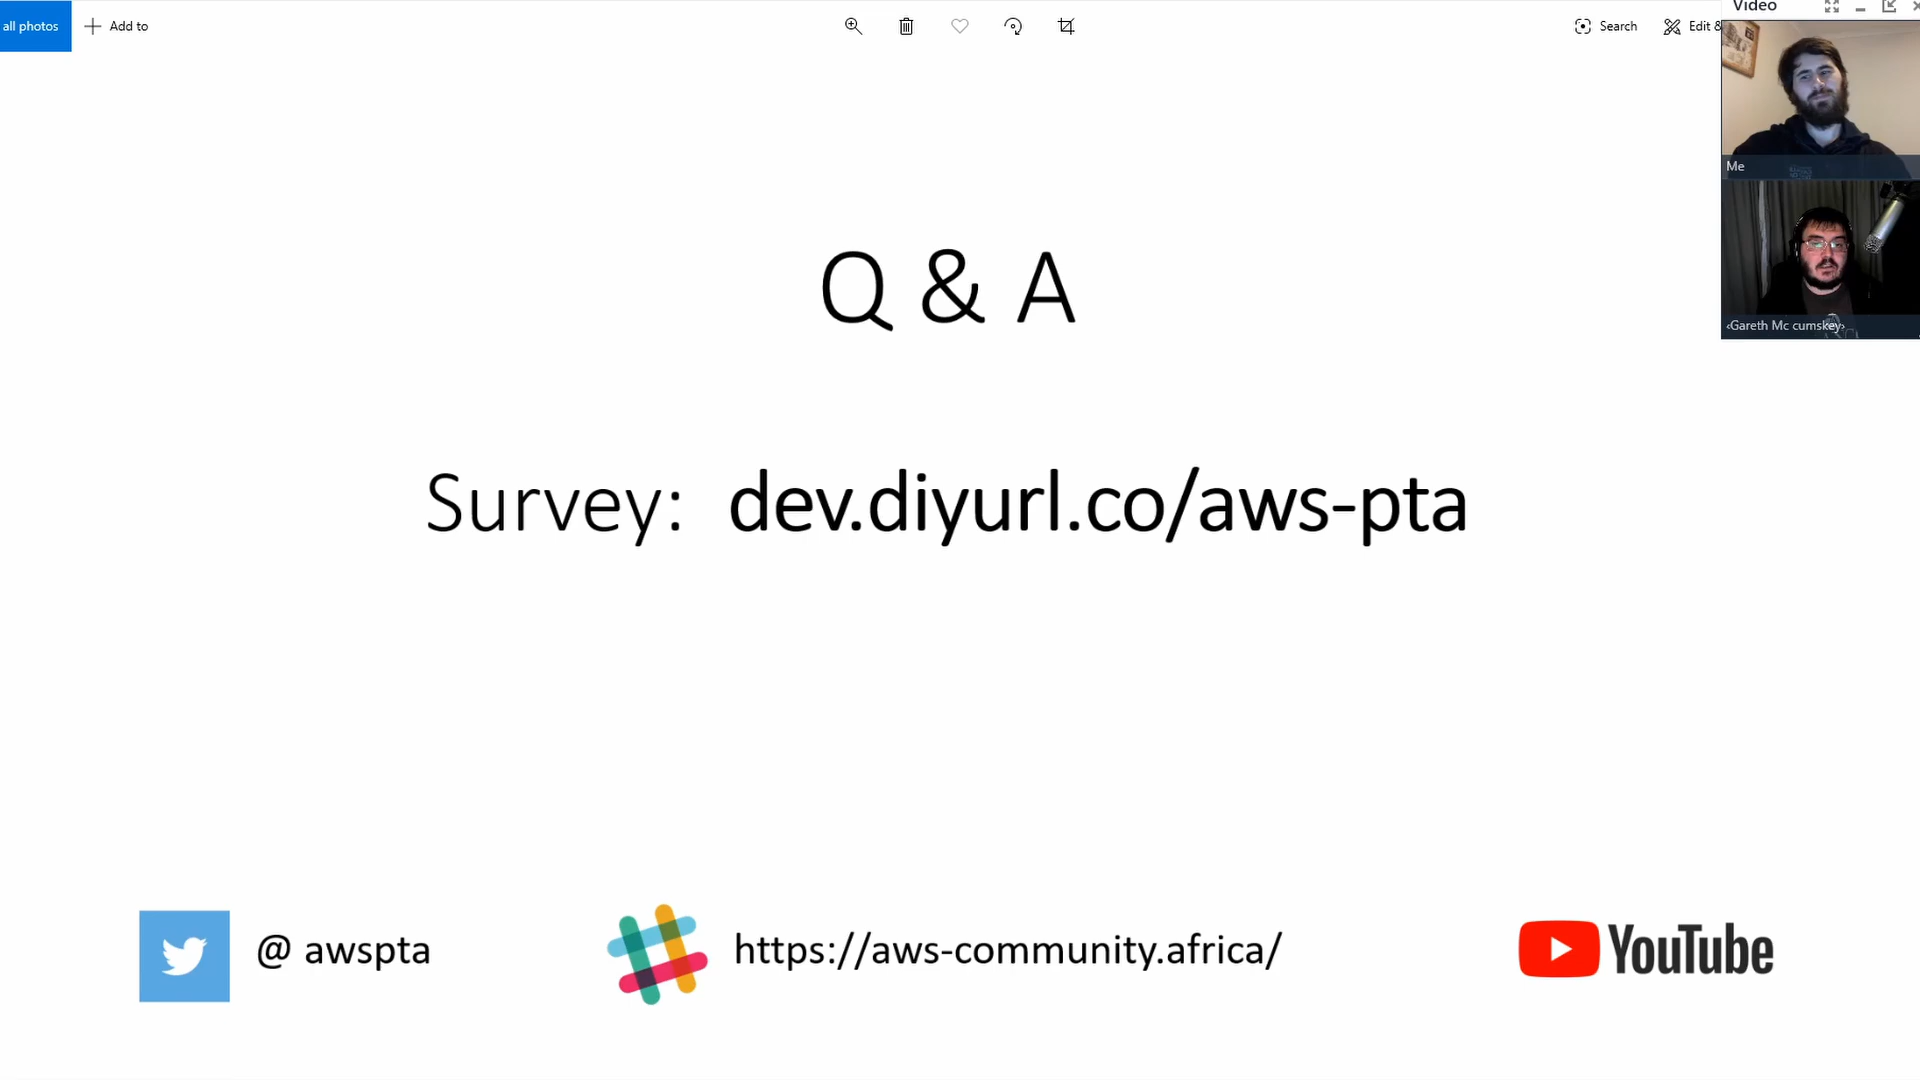 all photos
Add to
Search
Edit &
Video
Me
‹Gareth Mc cumskey›
Q & A
Survey: dev.diyurl.co/aws-pta
@ awspta
https://aws-community.africa/
YouTube